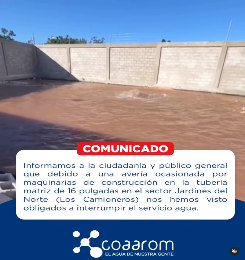 COMUNICADO
Informamos a la ciudadanía y público general
que debido a una avería ocasionada por
maquinarias de construcción en la tubería
matriz de 16 pulgadas en el sector Jardines del
Norte (Los Camioneros) nos hemos visto
obligados a interrumpir el servicio agua.
coaarom
EL AGUA DE NUESTRA GENTE